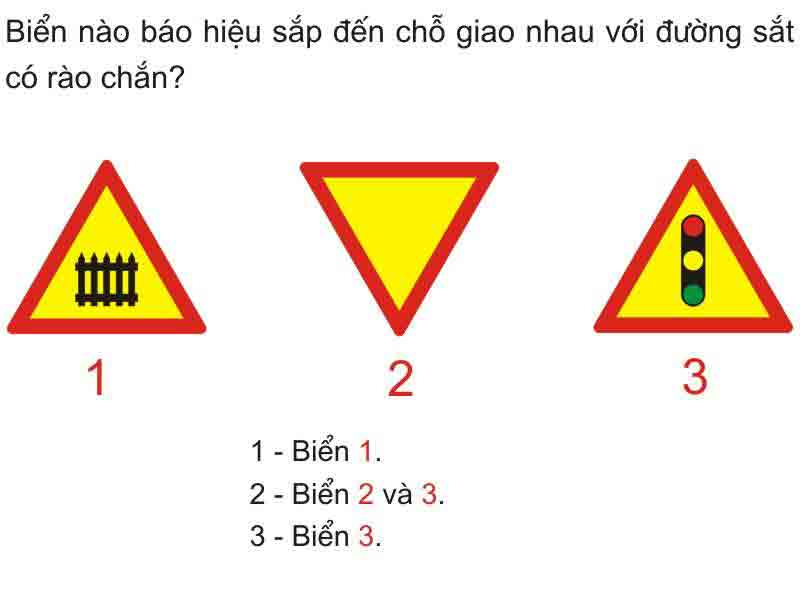 Biển nào báo hiệu sắp đến chỗ giao nhau với đường sắt
có rào chắn?
1 2 3
1 - Biển 1.
2 - Biển 2 và 3.
3 - Biển 3.